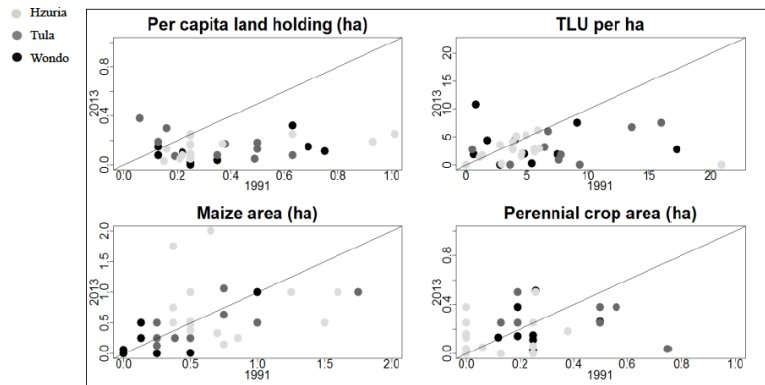 Hzuria
Tula
Wondo
Per capita land holding (ha)
2013
0.0 0.4 0.8
0.0 0.2 0.4 0.6 0.8 1.0
1991
TLU per ha
2013
0 5 10 15 20
0 5 10 15 20
1991
Maize area (ha)
2013
0.0 0.5 1.0 1.5 2.0
0.0 0.5 1.0 1.5 2.0
1991
Perennial crop area (ha)
2013
0.0 0.4 0.8
0.0 0.2 0.4 0.6 0.8 1.0
1991